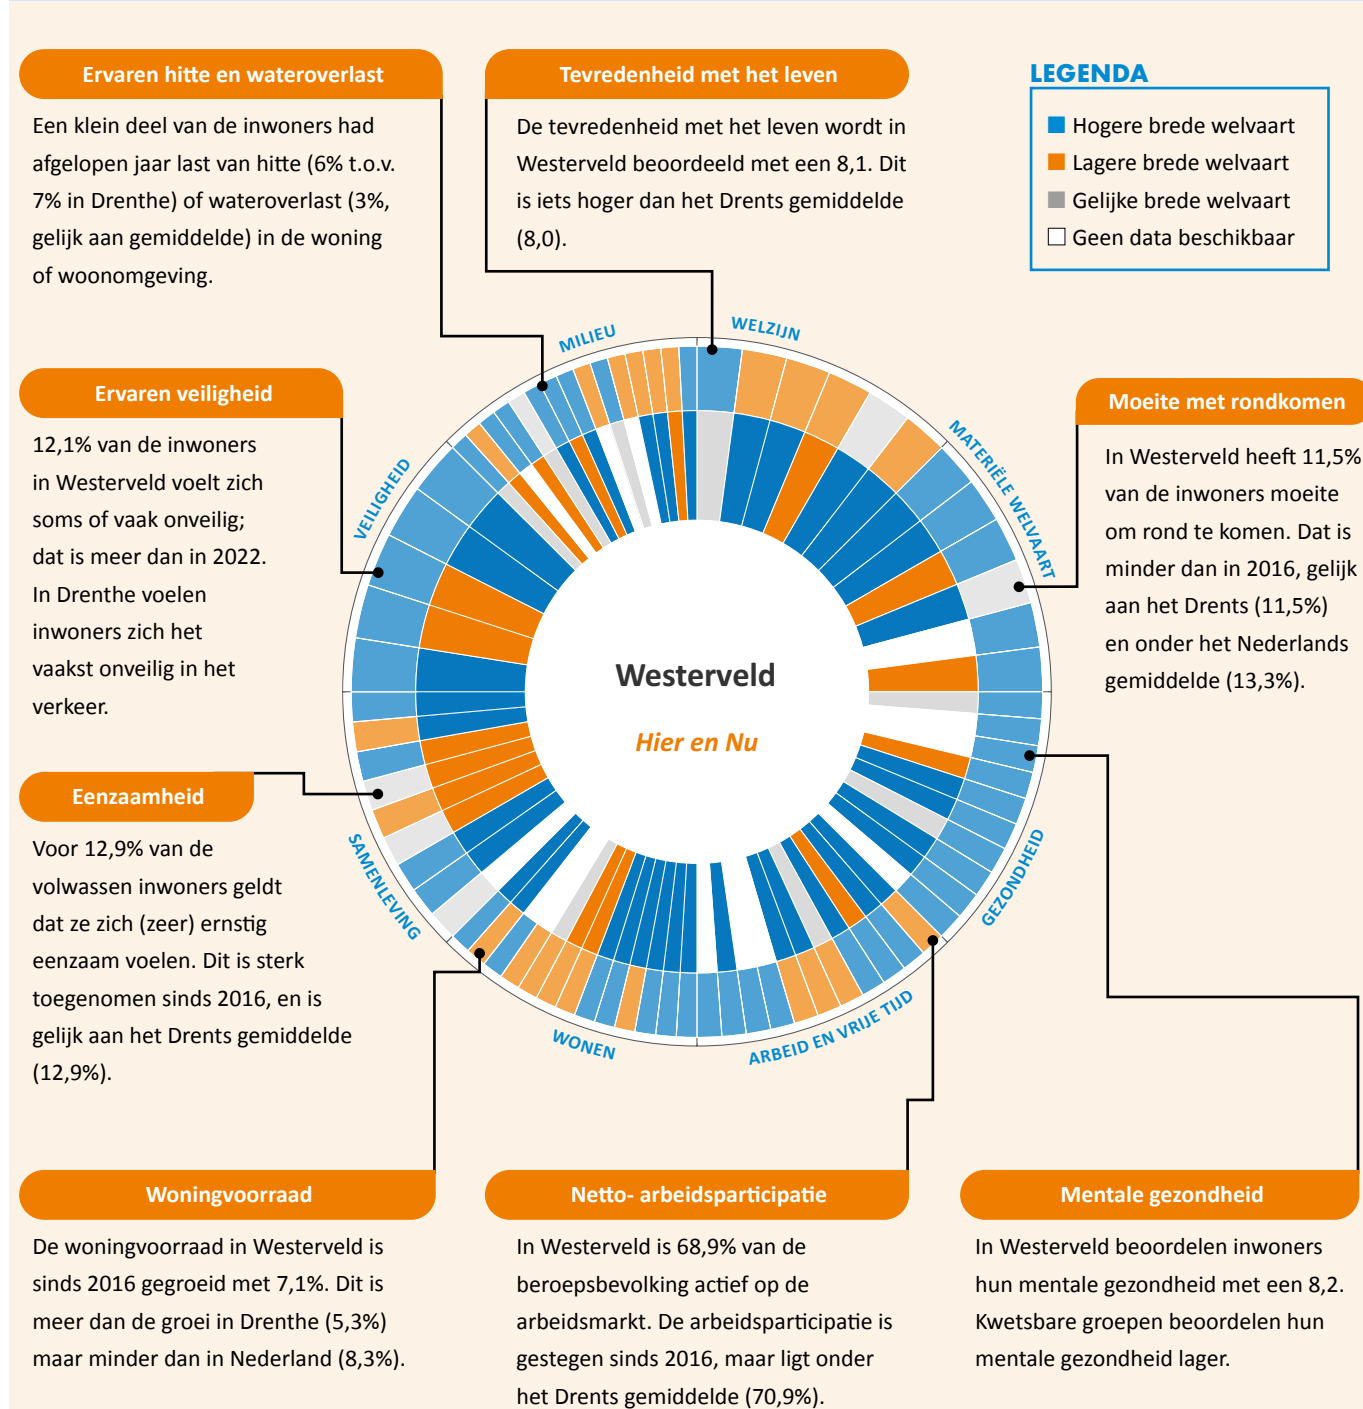 Ervaren hitte en wateroverlast
Een klein deel van de inwoners had
afgelopen jaar last van hitte (6% t.o.v.
7% in Drenthe) of wateroverlast (3%,
gelijk aan gemiddelde) in de woning
of woonomgeving.
Tevredenheid met het leven
De tevredenheid met het leven wordt in
Westerveld beoordeeld met een 8,1. Dit
is iets hoger dan het Drents gemiddelde
(8,0).
LEGENDA
Hogere brede welvaart
Lagere brede welvaart
Gelijke brede welvaart
Geen data beschikbaar
Ervaren veiligheid
12,1% van de inwoners
in Westerveld voelt zich
soms of vaak onveilig;
dat is meer dan in 2022.
In Drenthe voelen
inwoners zich het
vaakst onveilig in het
verkeer.
Moeite met rondkomen
In Westerveld heeft 11,5%
van de inwoners moeite
om rond te komen. Dat is
minder dan in 2016, gelijk
aan het Drents (11,5%)
en onder het Nederlands
gemiddelde (13,3%).
MILIEU
WELZIJN
MATERIËLE WELVAART
GEZONDHEID
ARBEID EN VRIJE TIJD
WONEN
SAMENLEVING
VEILIGHEID
Westerveld
Hier en Nu
Eenzaamheid
Voor 12,9% van de
volwassen inwoners geldt
dat ze zich (zeer) ernstig
eenzaam voelen. Dit is sterk
toegenomen sinds 2016, en is
gelijk aan het Drents gemiddelde
(12,9%).
Woningvoorraad
De woningvoorraad in Westerveld is
sinds 2016 gegroeid met 7,1%. Dit is
meer dan de groei in Drenthe (5,3%)
maar minder dan in Nederland (8,3%).
Netto- arbeidsparticipatie
In Westerveld is 68,9% van de
beroepsbevolking actief op de
arbeidsmarkt. De arbeidsparticipatie is
gestegen sinds 2016, maar ligt onder
het Drents gemiddelde (70,9%).
Mentale gezondheid
In Westerveld beoordelen inwoners
hun mentale gezondheid met een 8,2.
Kwetsbare groepen beoordelen hun
mentale gezondheid lager.